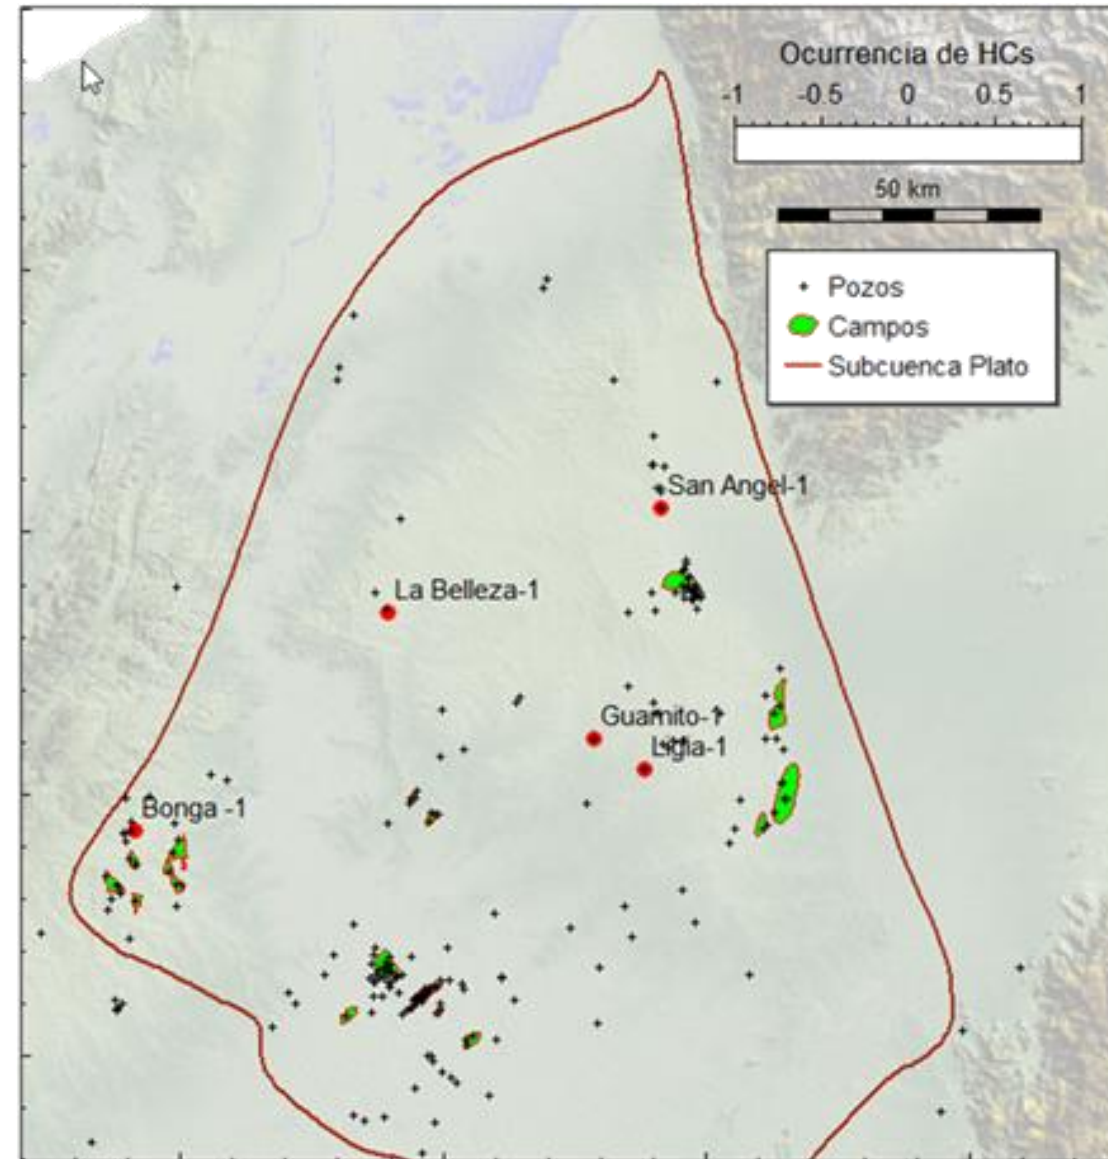 Ocurrencia de HCs
-1 -0.5 0 0.5 1
50 km
Pozos
Campos
Subcuenca Plato
San Angel-1
La Belleza-1
Guamito-1
Ligia-1
Bonga -1